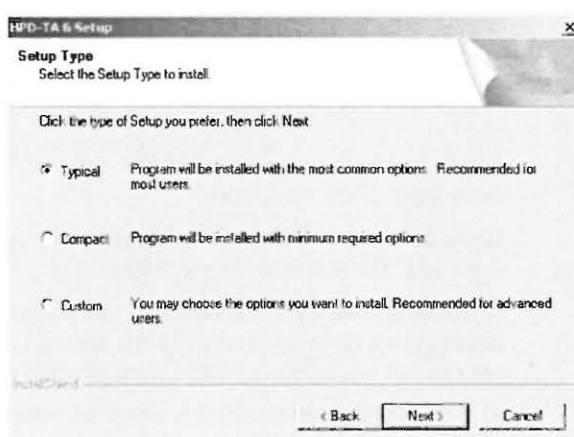 HPD-TA 6 Setup
Setup Type
Select the Setup Type to install.
Click the type of Setup you prefer, then click Next
Typical
Program will be installed with the most common options. Recommended for
most users.
Compact
Program will be installed with minimum required options.
Custom
You may choose the options you want to install. Recommended for advanced
users.
InstallShield
< Back
Next >
Cancel